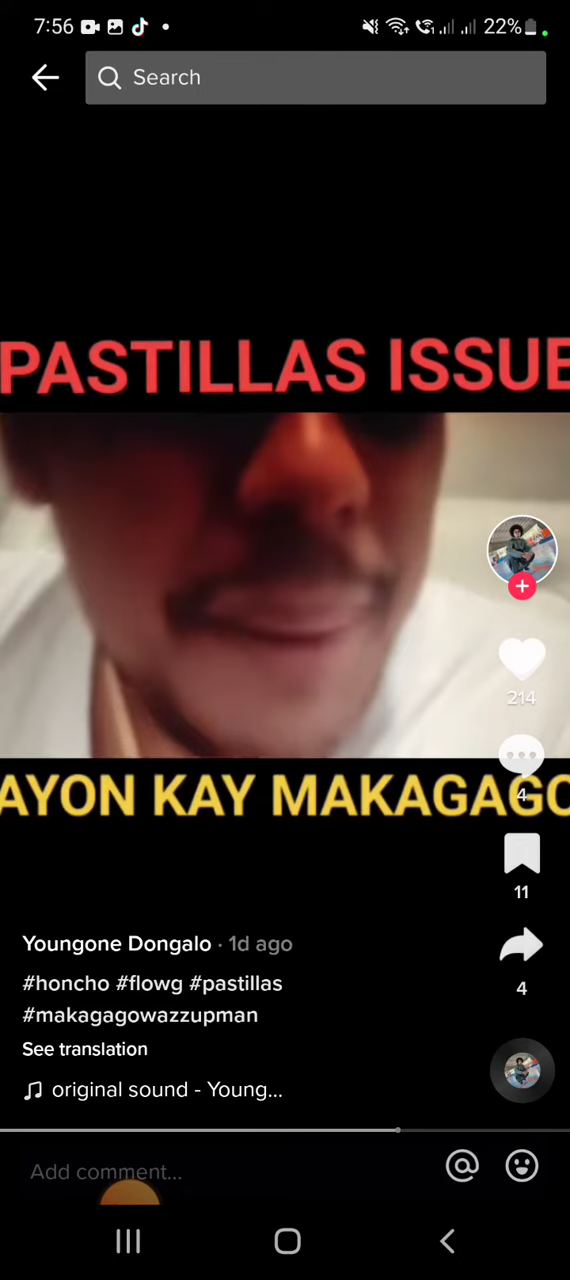 7:56
22%
Search
PASTILLAS ISSUE
AYON KAY MAKAGAGO
214
4
11
Youngone Dongalo · 1d ago
#honcho #flowg #pastillas
4
#makagagowazzupman
See translation
original sound - Young...
Add comment...